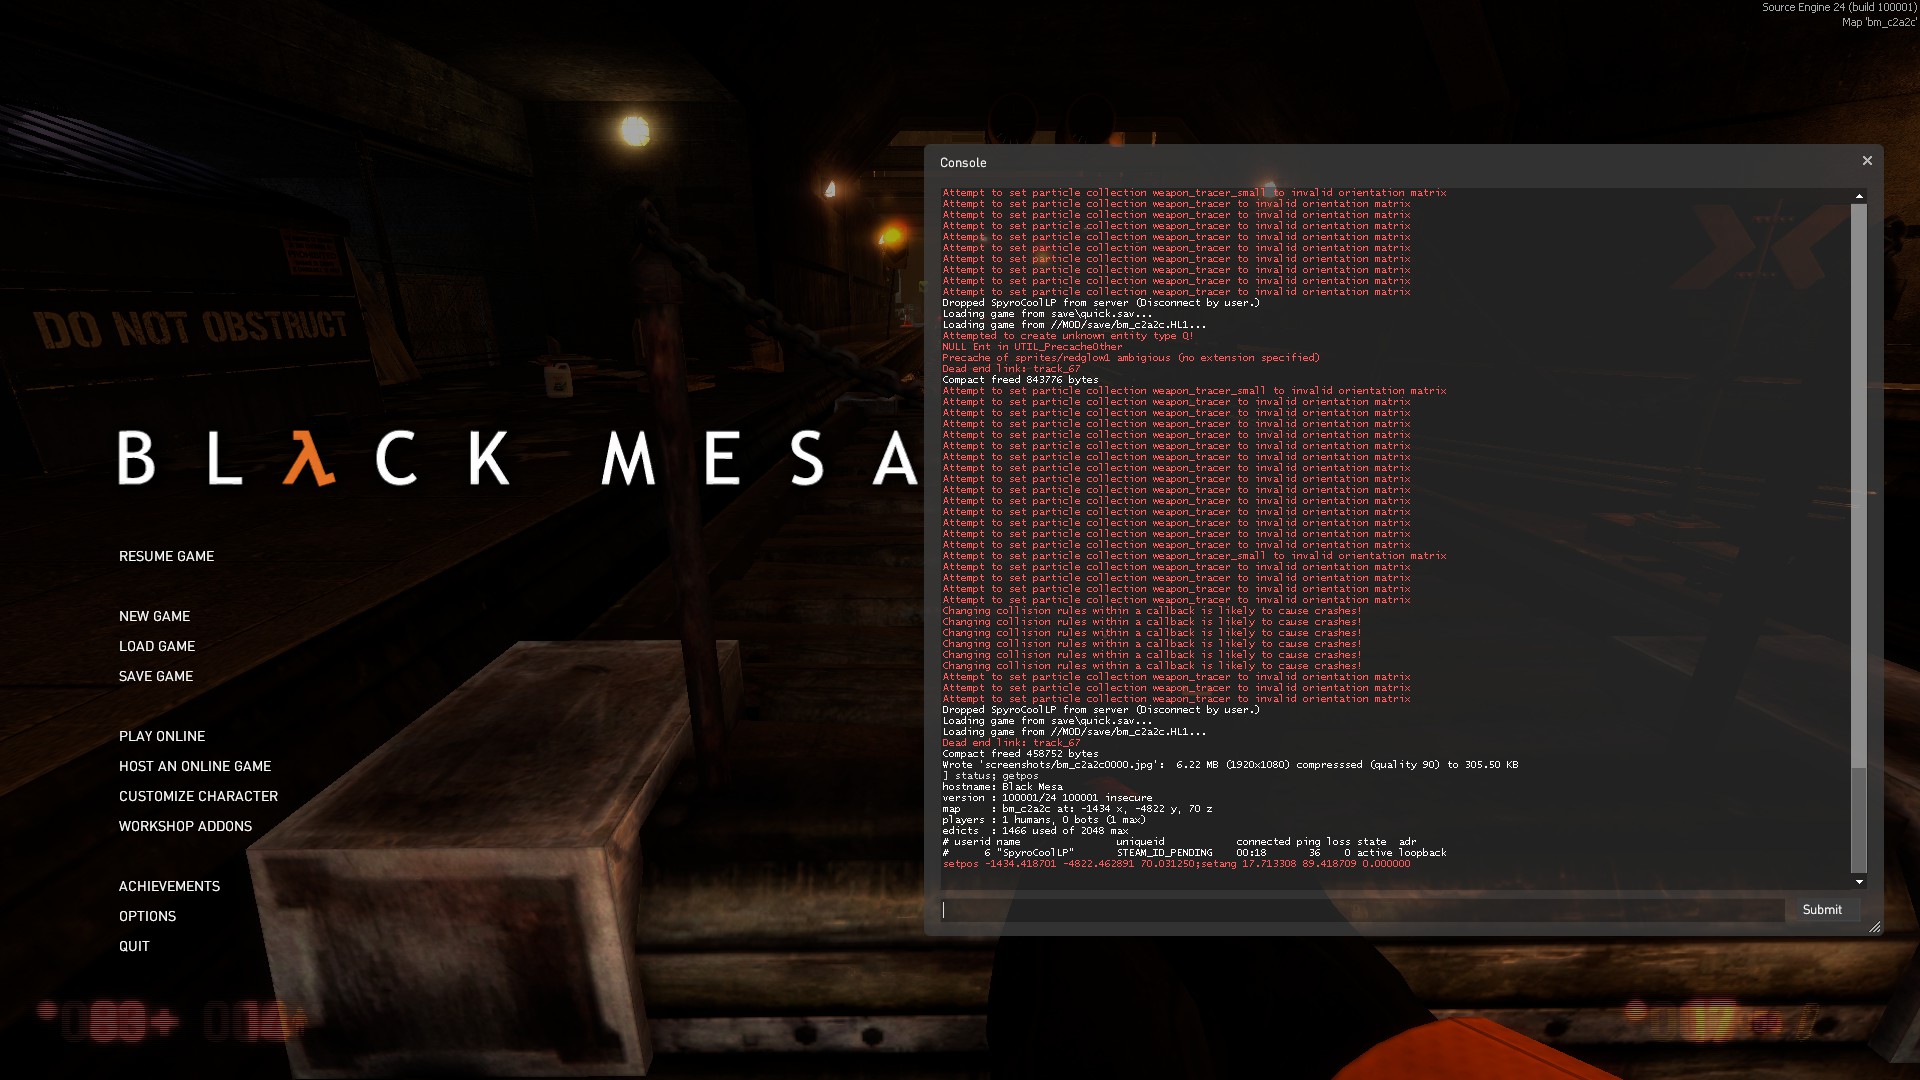 Source Engine 24 (build 100001)
Map 'bm_c2a2c'
DO NOT OBSTRUCT
BLλCK MESA
RESUME GAME
NEW GAME
LOAD GAME
SAVE GAME
PLAY ONLINE
HOST AN ONLINE GAME
CUSTOMIZE CHARACTER
WORKSHOP ADDONS
ACHIEVEMENTS
OPTIONS
QUIT
Console
Attempt to set particle collection weapon_tracer_small to invalid orientation matrix
Attempt to set particle collection weapon_tracer to invalid orientation matrix
Attempt to set particle collection weapon_tracer to invalid orientation matrix
Attempt to set particle collection weapon_tracer to invalid orientation matrix
Attempt to set particle collection weapon_tracer to invalid orientation matrix
Attempt to set particle collection weapon_tracer to invalid orientation matrix
Attempt to set particle collection weapon_tracer to invalid orientation matrix
Attempt to set particle collection weapon_tracer to invalid orientation matrix
Attempt to set particle collection weapon_tracer to invalid orientation matrix
Attempt to set particle collection weapon_tracer to invalid orientation matrix
Dropped SpyroCoolLP from server (Disconnect by user.)
Loading game from save\quick.sav...
Loading game from //MOD/save/bm_c2a2c.HL1...
Attempted to create unknown entity type Q!
NULL Ent in UTIL_PrecacheOther
Precache of sprites/redglow1 ambigious (no extension specified)
Dead end link: track_67
Compact freed 843776 bytes
Attempt to set particle collection weapon_tracer_small to invalid orientation matrix
Attempt to set particle collection weapon_tracer to invalid orientation matrix
Attempt to set particle collection weapon_tracer to invalid orientation matrix
Attempt to set particle collection weapon_tracer to invalid orientation matrix
Attempt to set particle collection weapon_tracer to invalid orientation matrix
Attempt to set particle collection weapon_tracer to invalid orientation matrix
Attempt to set particle collection weapon_tracer to invalid orientation matrix
Attempt to set particle collection weapon_tracer to invalid orientation matrix
Attempt to set particle collection weapon_tracer to invalid orientation matrix
Attempt to set particle collection weapon_tracer to invalid orientation matrix
Attempt to set particle collection weapon_tracer to invalid orientation matrix
Attempt to set particle collection weapon_tracer to invalid orientation matrix
Attempt to set particle collection weapon_tracer to invalid orientation matrix
Attempt to set particle collection weapon_tracer to invalid orientation matrix
Attempt to set particle collection weapon_tracer to invalid orientation matrix
Attempt to set particle collection weapon_tracer_small to invalid orientation matrix
Attempt to set particle collection weapon_tracer to invalid orientation matrix
Attempt to set particle collection weapon_tracer to invalid orientation matrix
Attempt to set particle collection weapon_tracer to invalid orientation matrix
Attempt to set particle collection weapon_tracer to invalid orientation matrix
Changing collision rules within a callback is likely to cause crashes!
Changing collision rules within a callback is likely to cause crashes!
Changing collision rules within a callback is likely to cause crashes!
Changing collision rules within a callback is likely to cause crashes!
Changing collision rules within a callback is likely to cause crashes!
Changing collision rules within a callback is likely to cause crashes!
Attempt to set particle collection weapon_tracer to invalid orientation matrix
Attempt to set particle collection weapon_tracer to invalid orientation matrix
Attempt to set particle collection weapon_tracer to invalid orientation matrix
Dropped SpyroCoolLP from server (Disconnect by user.)
Loading game from save\quick.sav...
Loading game from //MOD/save/bm_c2a2c.HL1...
Dead end link: track_67
Compact freed 458752 bytes
Wrote 'screenshots/bm_c2a2c0000.jpg': 6.22 MB (1920x1080) compresssed (quality 90) to 305.50 KB
] status; getpos
hostname: Black Mesa
version : 100001/24 100001 insecure
map : bm_c2a2c at: -1434 x, -4822 y, 70 z
players : 1 humans, 0 bots (1 max)
edicts : 1466 used of 2048 max
# userid name uniqueid connected ping loss state adr
# 6 "SpyroCoolLP" STEAM_ID_PENDING 00:18 36 0 active loopback
setpos -1434.418701 -4822.462891 70.031250;setang 17.713308 89.418709 0.000000
Submit